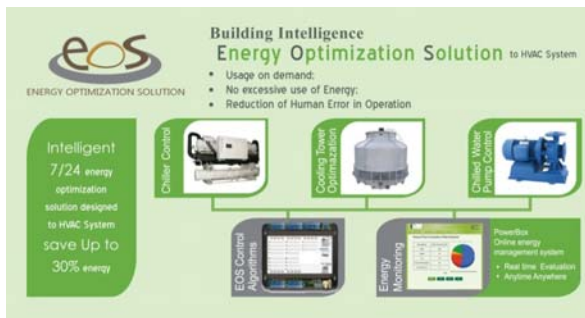 eos
ENERGY OPTIMIZATION SOLUTION
Building Intelligence
Energy Optimization Solution to HVAC System
• Usage on demand:
• No excessive use of Energy:
• Reduction of Human Error in Operation
Intelligent
7/24 energy
optimization
solution designed
to HVAC System
save Up to
30% energy
Chiller Control
Cooling Tower
Optimazation
Chilled Water
Pump Control
EOS Control
Algorithms
Energy
Monitoring
PowerBox
Online energy
management system
• Real time Evaluation
• Anytime Anywhere